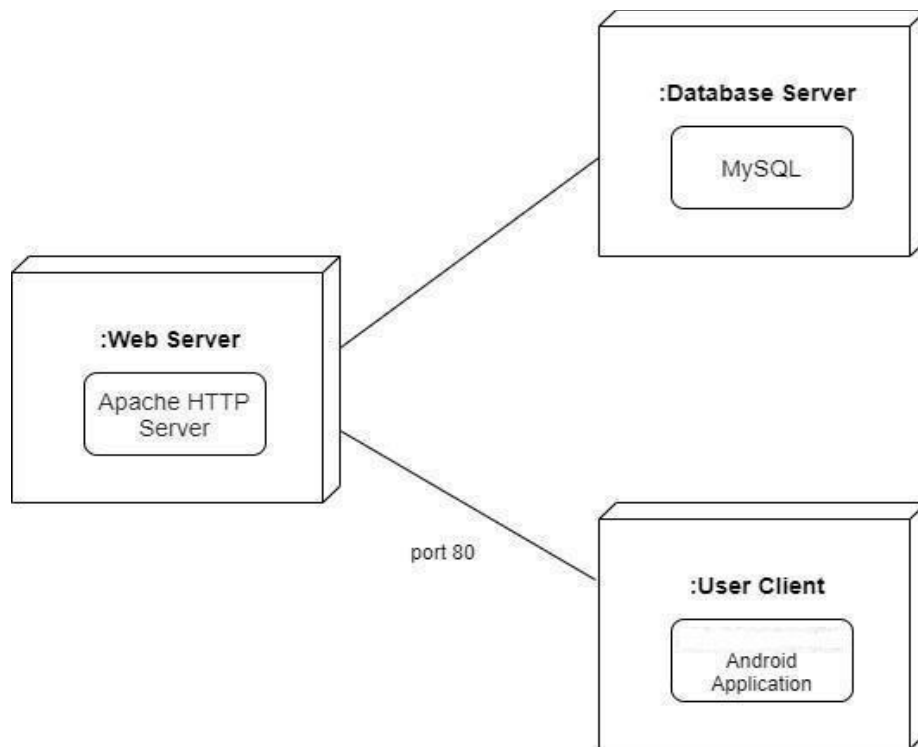 :Database Server
MySQL
:Web Server
Apache HTTP
Server
port 80
:User Client
Android
Application